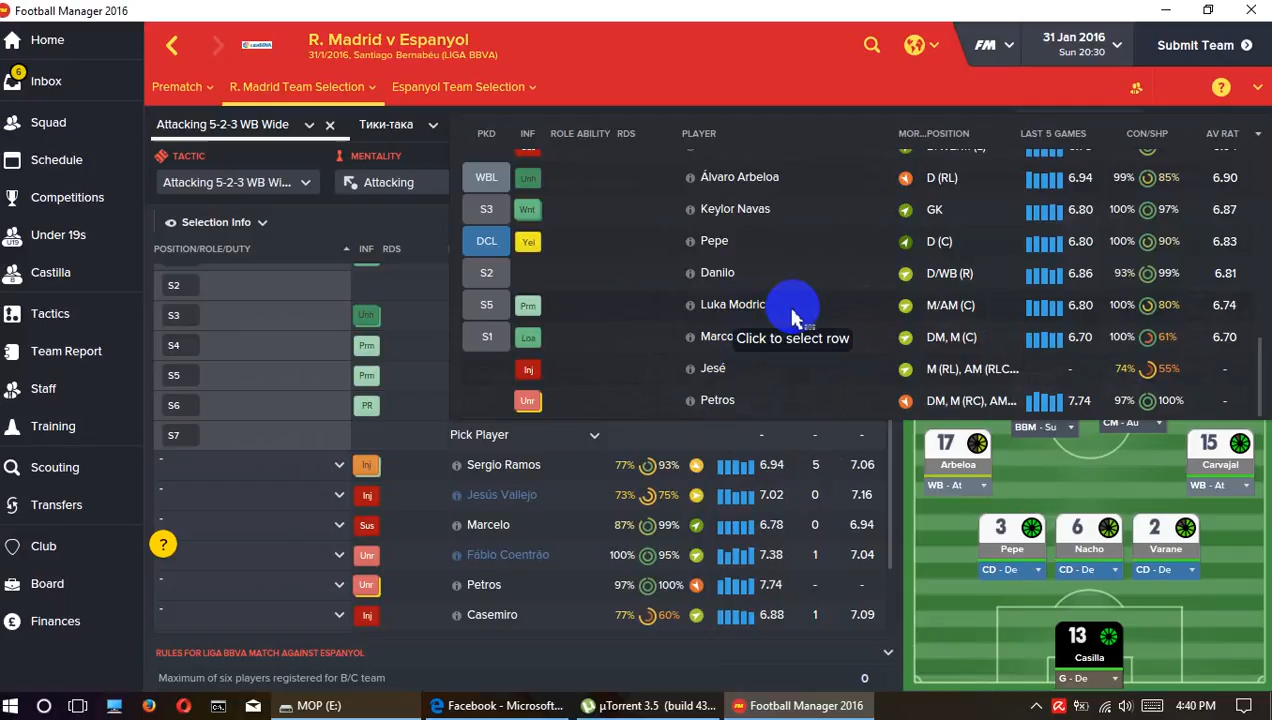 Football Manager 2016
Home
6
Inbox
Squad
Schedule
Competitions
U19
Under 19s
Castilla
Tactics
Team Report
Staff
Training
Scouting
Transfers
Club
Board
Finances
R. Madrid v Espanyol
31/1/2016, Santiago Bernabéu (LIGA BBVA)
FM
31 Jan 2016
Sun 20:30
Submit Team
Prematch
R. Madrid Team Selection
Espanyol Team Selection
?
Attacking 5-2-3 WB Wide
Тики-така
TACTIC
MENTALITY
Attacking 5-2-3 WB Wi...
Attacking
Selection Info
POSITION/ROLE/DUTY INF RDS
S2
S3 Unh
S4 Prm
S5 Prm
S6 PR
S7
PKD INF ROLE ABILITY RDS PLAYER MOR... POSITION LAST 5 GAMES CON/SHP AV RAT
WBL Unh Álvaro Arbeloa D (RL) 6.94 99% 85% 6.90
S3 Wnt Keylor Navas GK 6.80 100% 97% 6.87
DCL Yel Pepe D (C) 6.80 100% 90% 6.83
S2 Danilo D/WB (R) 6.86 93% 99% 6.81
S5 Prm Luka Modric M/AM (C) 6.80 100% 80% 6.74
S1 Loa Marco DM, M (C) 6.70 100% 61% 6.70
Click to select row
Inj Jesé M (RL), AM (RLC... - 74% 55% -
Unr Petros DM, M (RC), AM... 7.74 97% 100% -
Pick Player - - -
- Inj Sergio Ramos 77% 93% 6.94 5 7.06
- Inj Jesús Vallejo 73% 75% 7.02 0 7.16
- Sus Marcelo 87% 99% 6.78 0 6.94
- Unr Fábio Coentrão 100% 95% 7.38 1 7.04
- Unr Petros 97% 100% 7.74 - -
- Inj Casemiro 77% 60% 6.88 1 7.09
?
RULES FOR LIGA BBVA MATCH AGAINST ESPANYOL
Maximum of six players registered for B/C team 0
BBM - Su
CM - Au
17
Arbeloa
WB - At
15
Carvajal
WB - At
3
Pepe
CD - De
6
Nacho
CD - De
2
Varane
CD - De
13
Casilla
G - De
MOP (E:)
Facebook - Microsoft...
µTorrent 3.5 (build 43...
Football Manager 2016
4:40 PM